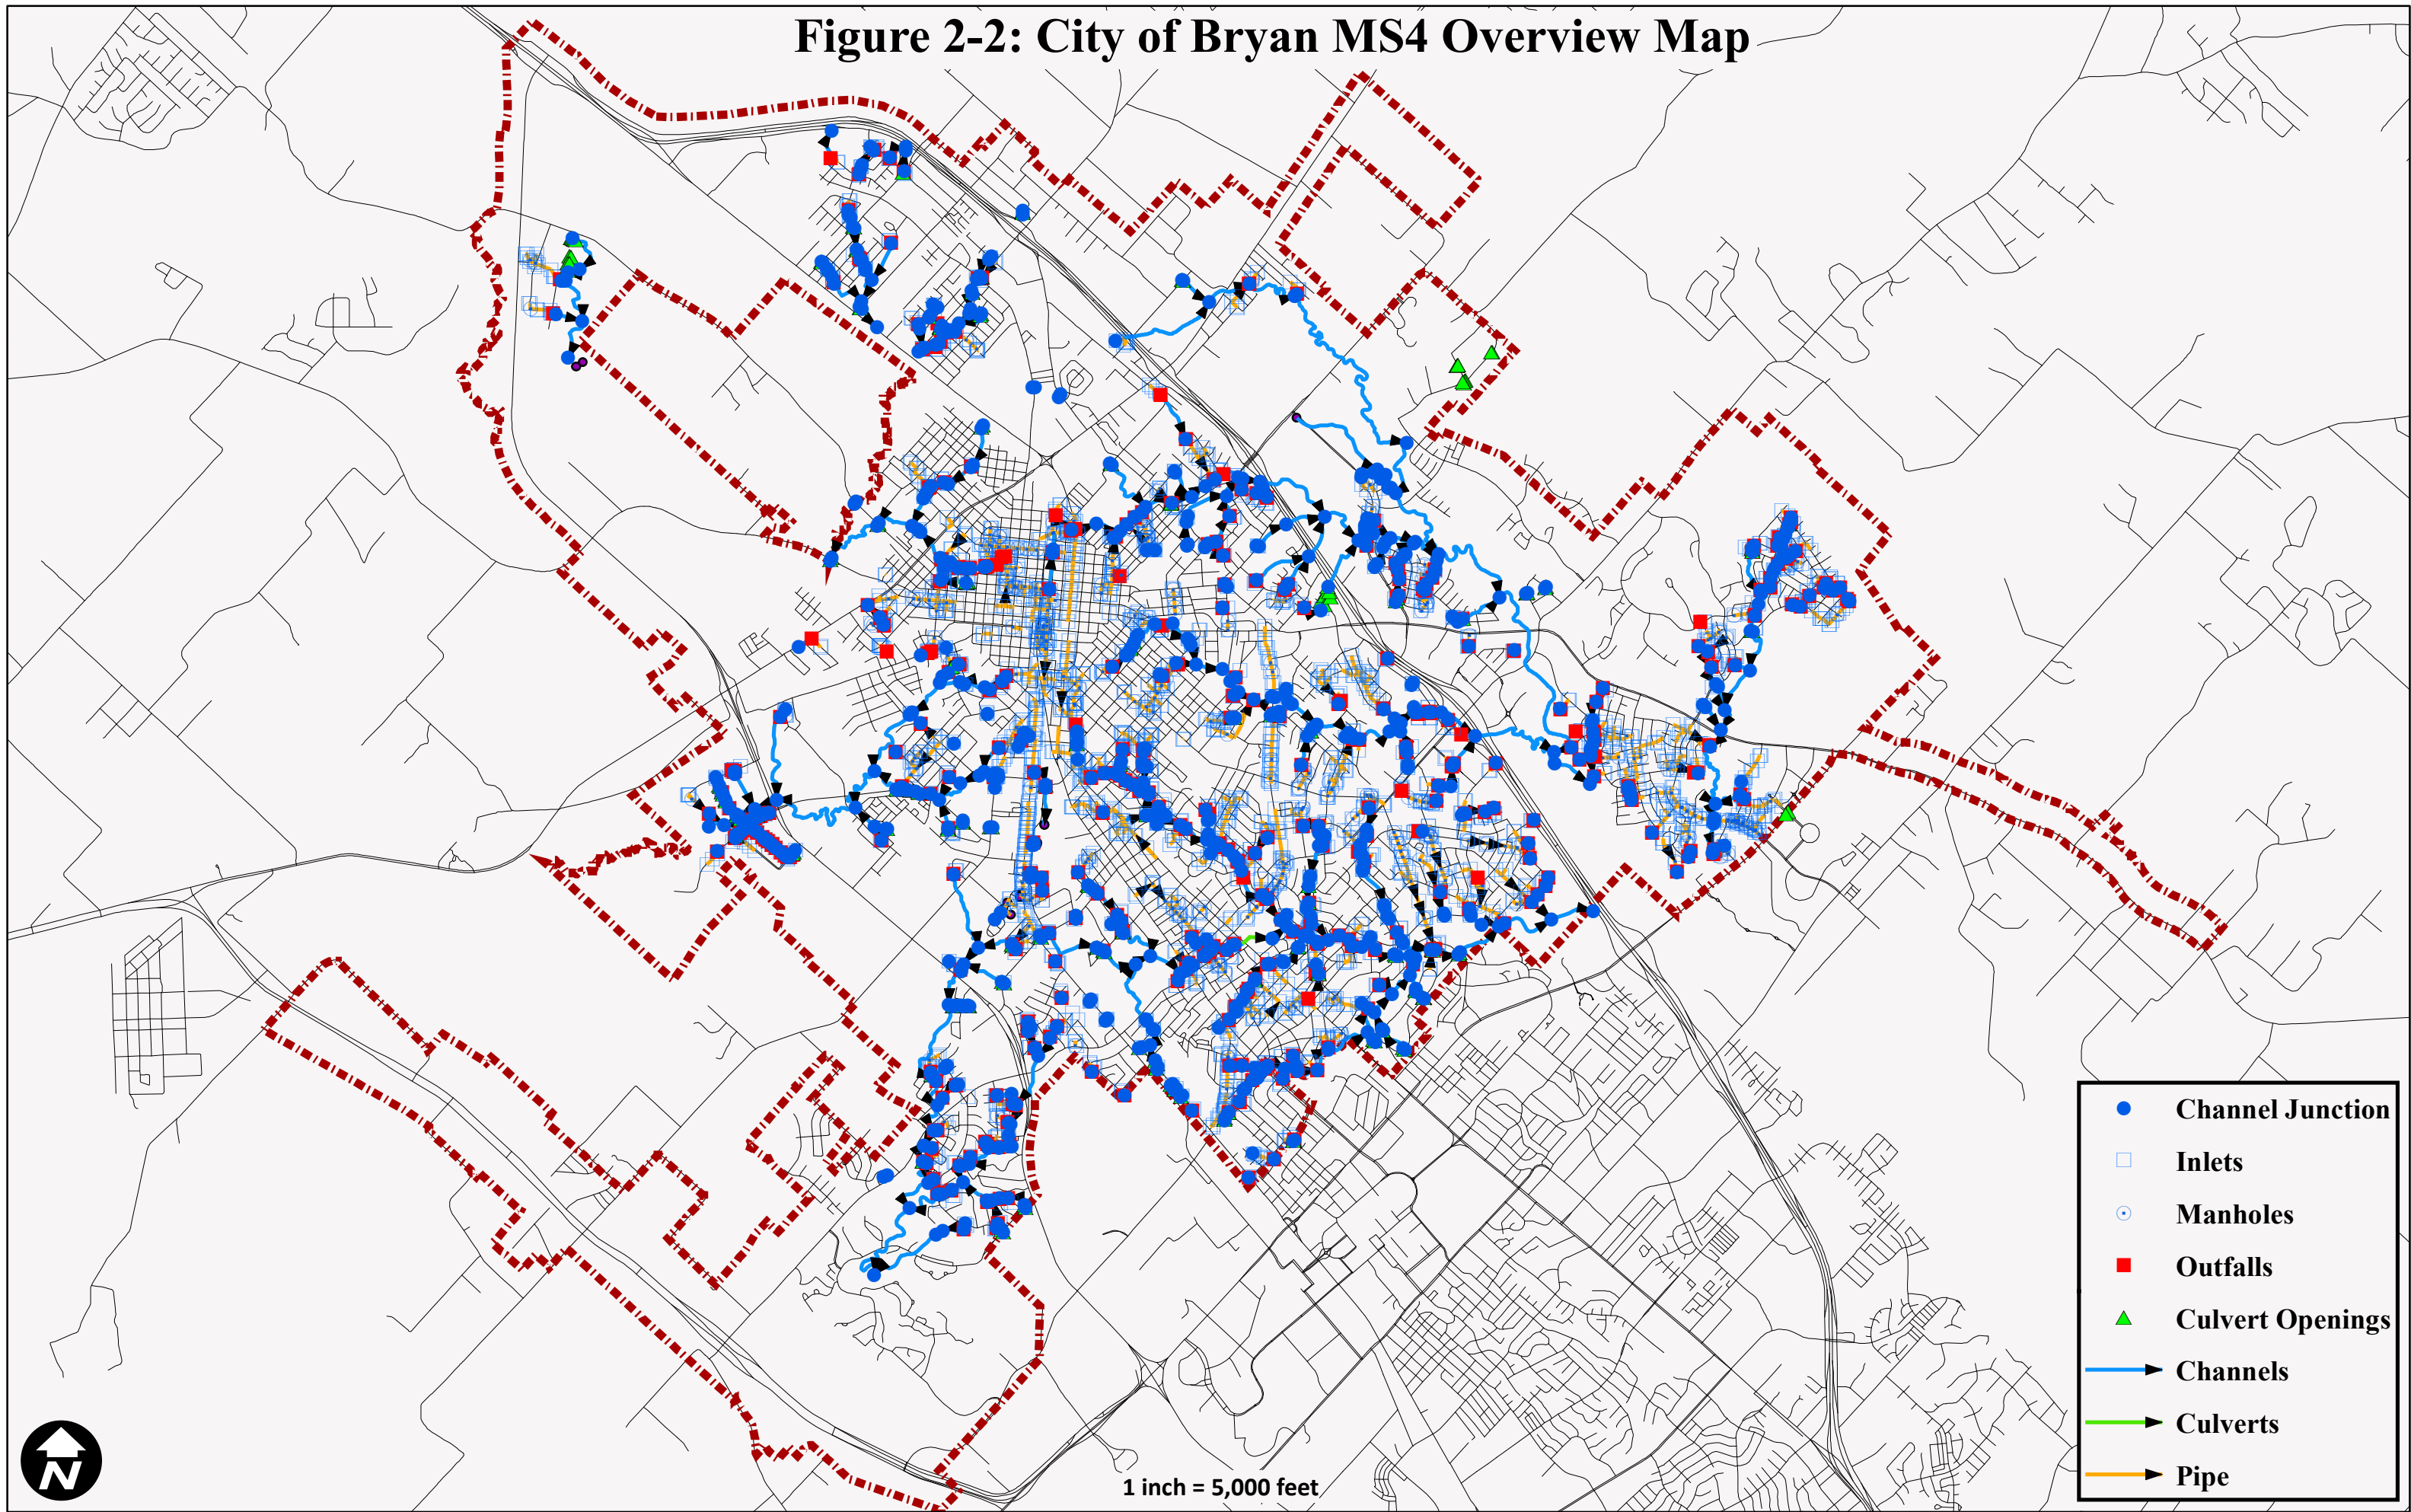 Figure 2-2: City of Bryan MS4 Overview Map
Channel Junction
Inlets
Manholes
Outfalls
Culvert Openings
Channels
Culverts
Pipe
N
1 inch = 5,000 feet